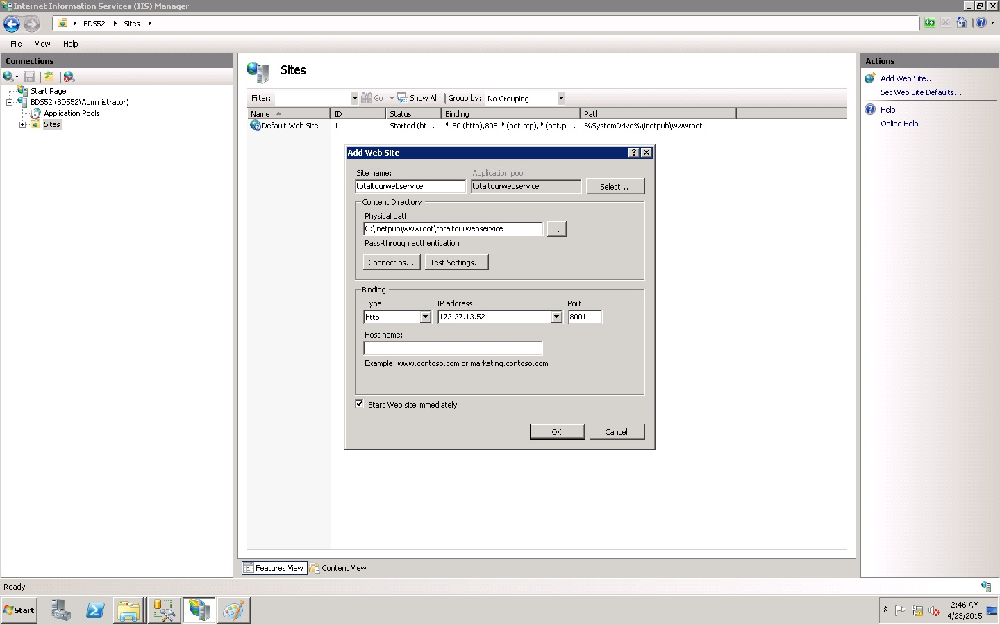 Internet Information Services (IIS) Manager
BDS52 Sites
File View Help
Connections
Start Page
BDS52 (BDS52\Administrator)
Application Pools
Sites
Sites
Filter: Go Show All Group by: No Grouping
Name ID Status Binding Path
Default Web Site 1 Started (ht... *:80 (http),808:* (net.tcp),* (net.pi... %SystemDrive%\inetpub\wwwroot
Add Web Site
Site name: Application pool:
totaltourwebservice totaltourwebservice Select...
Content Directory
Physical path:
C:\inetpub\wwwroot\totaltourwebservice ...
Pass-through authentication
Connect as... Test Settings...
Binding
Type: IP address: Port:
http 172.27.13.52 8001
Host name:
Example: www.contoso.com or marketing.contoso.com
Start Web site immediately
OK Cancel
Features View Content View
Actions
Add Web Site...
Set Web Site Defaults...
Help
Online Help
Ready
Start
2:46 AM
4/23/2015